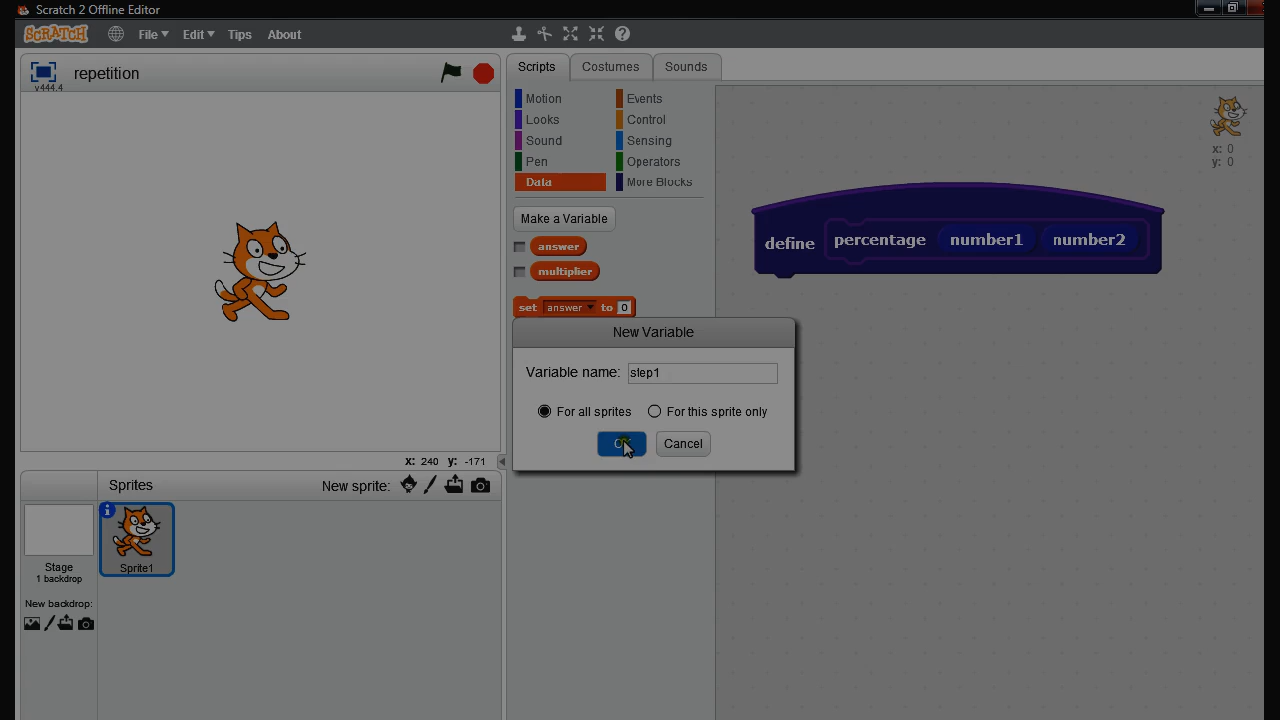 Scratch 2 Offline Editor
SCRATCH File Edit Tips About
v444.4 repetition
Scripts Costumes Sounds
Motion Events
Looks Control
Sound Sensing
Pen Operators
Data More Blocks
Make a Variable
answer
multiplier
set answer to 0
New Variable
Variable name: step1
For all sprites For this sprite only
Cancel
define percentage number1 number2
x: 0
y: 0
x: 240 y: -171
Sprites New sprite:
Stage
1 backdrop
New backdrop:
i
Sprite1